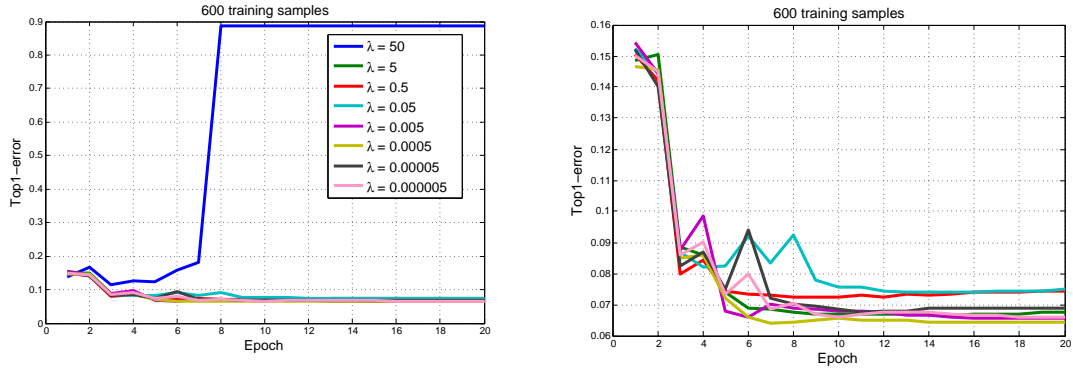 600 training samples
0.9
0.8
0.7
0.6
0.5
0.4
0.3
0.2
0.1
0
Top1-error
λ = 50
λ = 5
λ = 0.5
λ = 0.05
λ = 0.005
λ = 0.0005
λ = 0.00005
λ = 0.000005
0 2 4 6 8 10 12 14 16 18 20
Epoch
600 training samples
0.16
0.15
0.14
0.13
0.12
0.11
0.1
0.09
0.08
0.07
0.06
Top1-error
0 2 4 6 8 10 12 14 16 18 20
Epoch